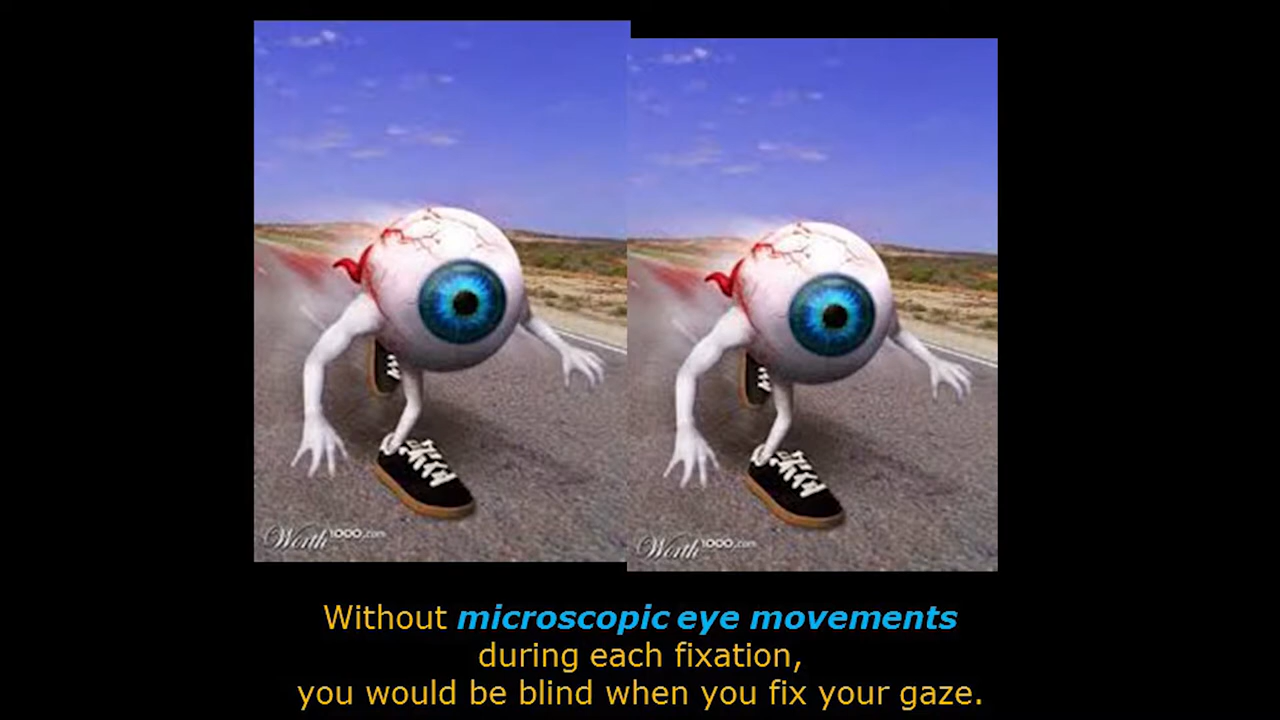 Worth1000.com
Worth1000.com
Without microscopic eye movements
during each fixation,
you would be blind when you fix your gaze.